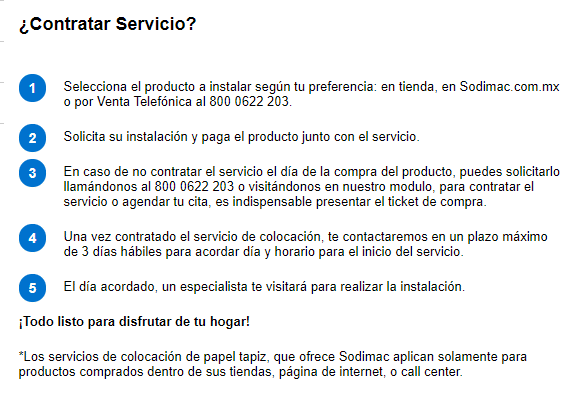 ¿Contratar Servicio?
1 Selecciona el producto a instalar según tu preferencia: en tienda, en Sodimac.com.mx
o por Venta Telefónica al 800 0622 203.
2 Solicita su instalación y paga el producto junto con el servicio.
3 En caso de no contratar el servicio el día de la compra del producto, puedes solicitarlo
llamándonos al 800 0622 203 o visitándonos en nuestro modulo, para contratar el
servicio o agendar tu cita, es indispensable presentar el ticket de compra.
4 Una vez contratado el servicio de colocación, te contactaremos en un plazo máximo
de 3 días hábiles para acordar día y horario para el inicio del servicio.
5 El día acordado, un especialista te visitará para realizar la instalación.
¡Todo listo para disfrutar de tu hogar!
*Los servicios de colocación de papel tapiz, que ofrece Sodimac aplican solamente para
productos comprados dentro de sus tiendas, página de internet, o call center.